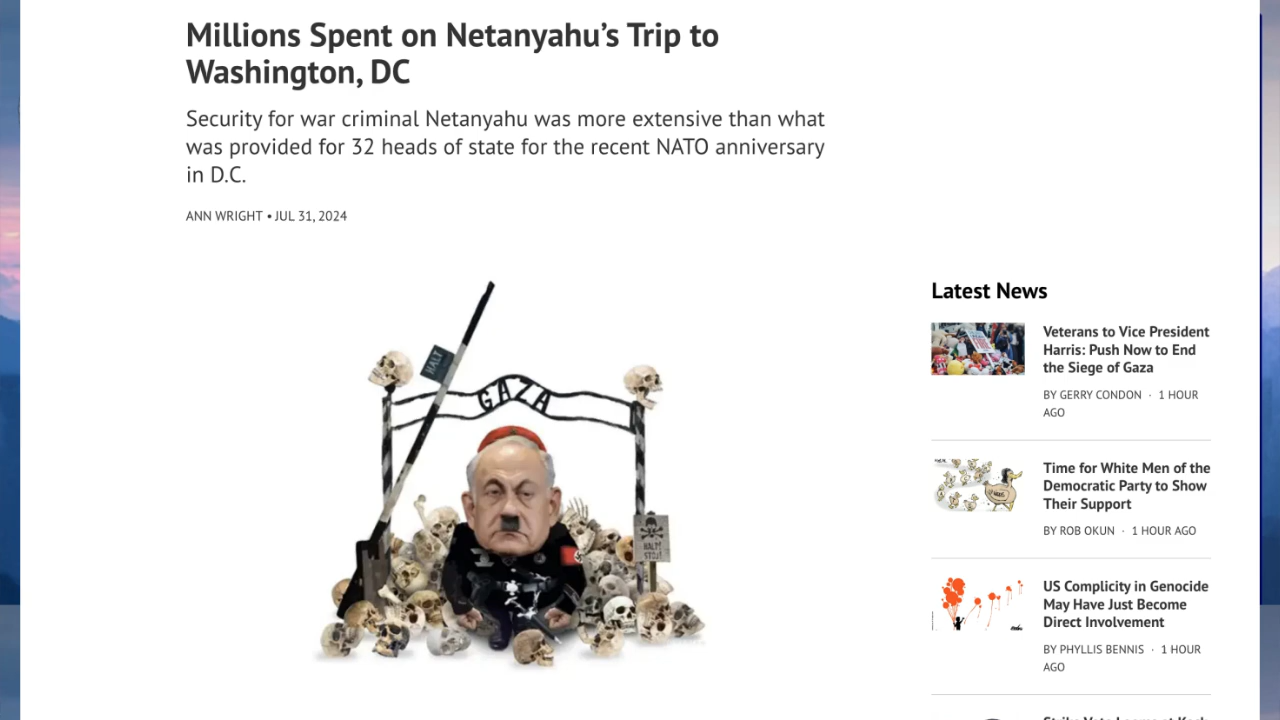 Millions Spent on Netanyahu’s Trip to
Washington, DC
Security for war criminal Netanyahu was more extensive than what
was provided for 32 heads of state for the recent NATO anniversary
in D.C.
ANN WRIGHT • JUL 31, 2024
HALT
GAZA
HALT!
STOJ!
Latest News
Veterans to Vice President
Harris: Push Now to End
the Siege of Gaza
BY GERRY CONDON · 1 HOUR
AGO
Time for White Men of the
Democratic Party to Show
Their Support
BY ROB OKUN · 1 HOUR AGO
US Complicity in Genocide
May Have Just Become
Direct Involvement
BY PHYLLIS BENNIS · 1 HOUR
AGO